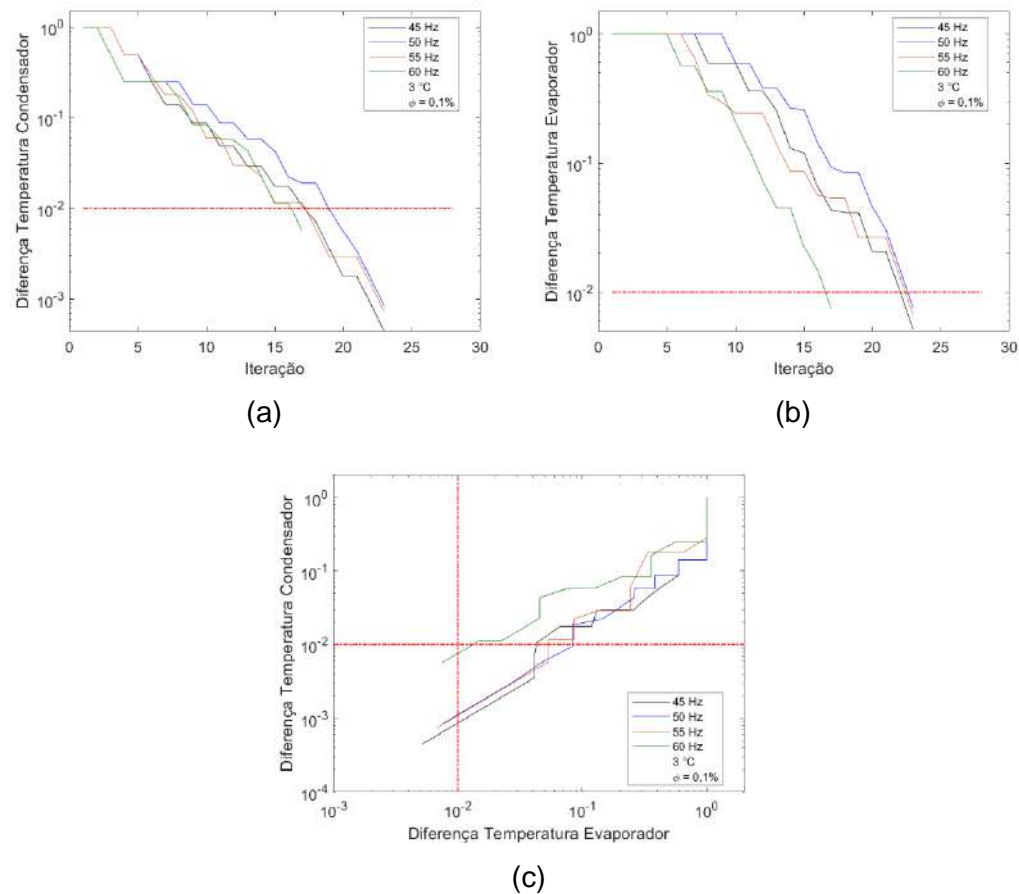 Diferença Temperatura Condensador
10^0
10^-1
10^-2
10^-3
0 5 10 15 20 25 30
Iteração
45 Hz
50 Hz
55 Hz
60 Hz
3 °C
ϕ = 0,1%
(a)
Diferença Temperatura Evaporador
10^0
10^-1
10^-2
0 5 10 15 20 25 30
Iteração
45 Hz
50 Hz
55 Hz
60 Hz
3 °C
ϕ = 0,1%
(b)
Diferença Temperatura Condensador
10^0
10^-1
10^-2
10^-3
10^-4
10^-3 10^-2 10^-1 10^0
Diferença Temperatura Evaporador
45 Hz
50 Hz
55 Hz
60 Hz
3 °C
ϕ = 0,1%
(c)